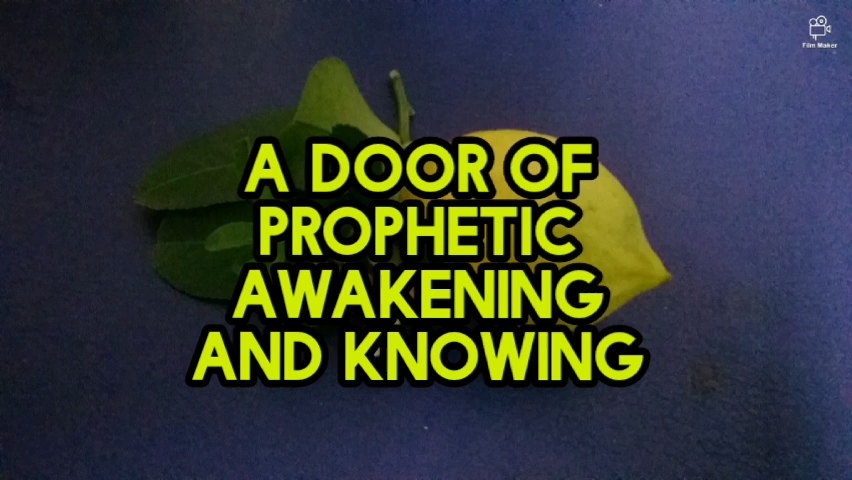 Film Maker
A DOOR OF
PROPHETIC
AWAKENING
AND KNOWING